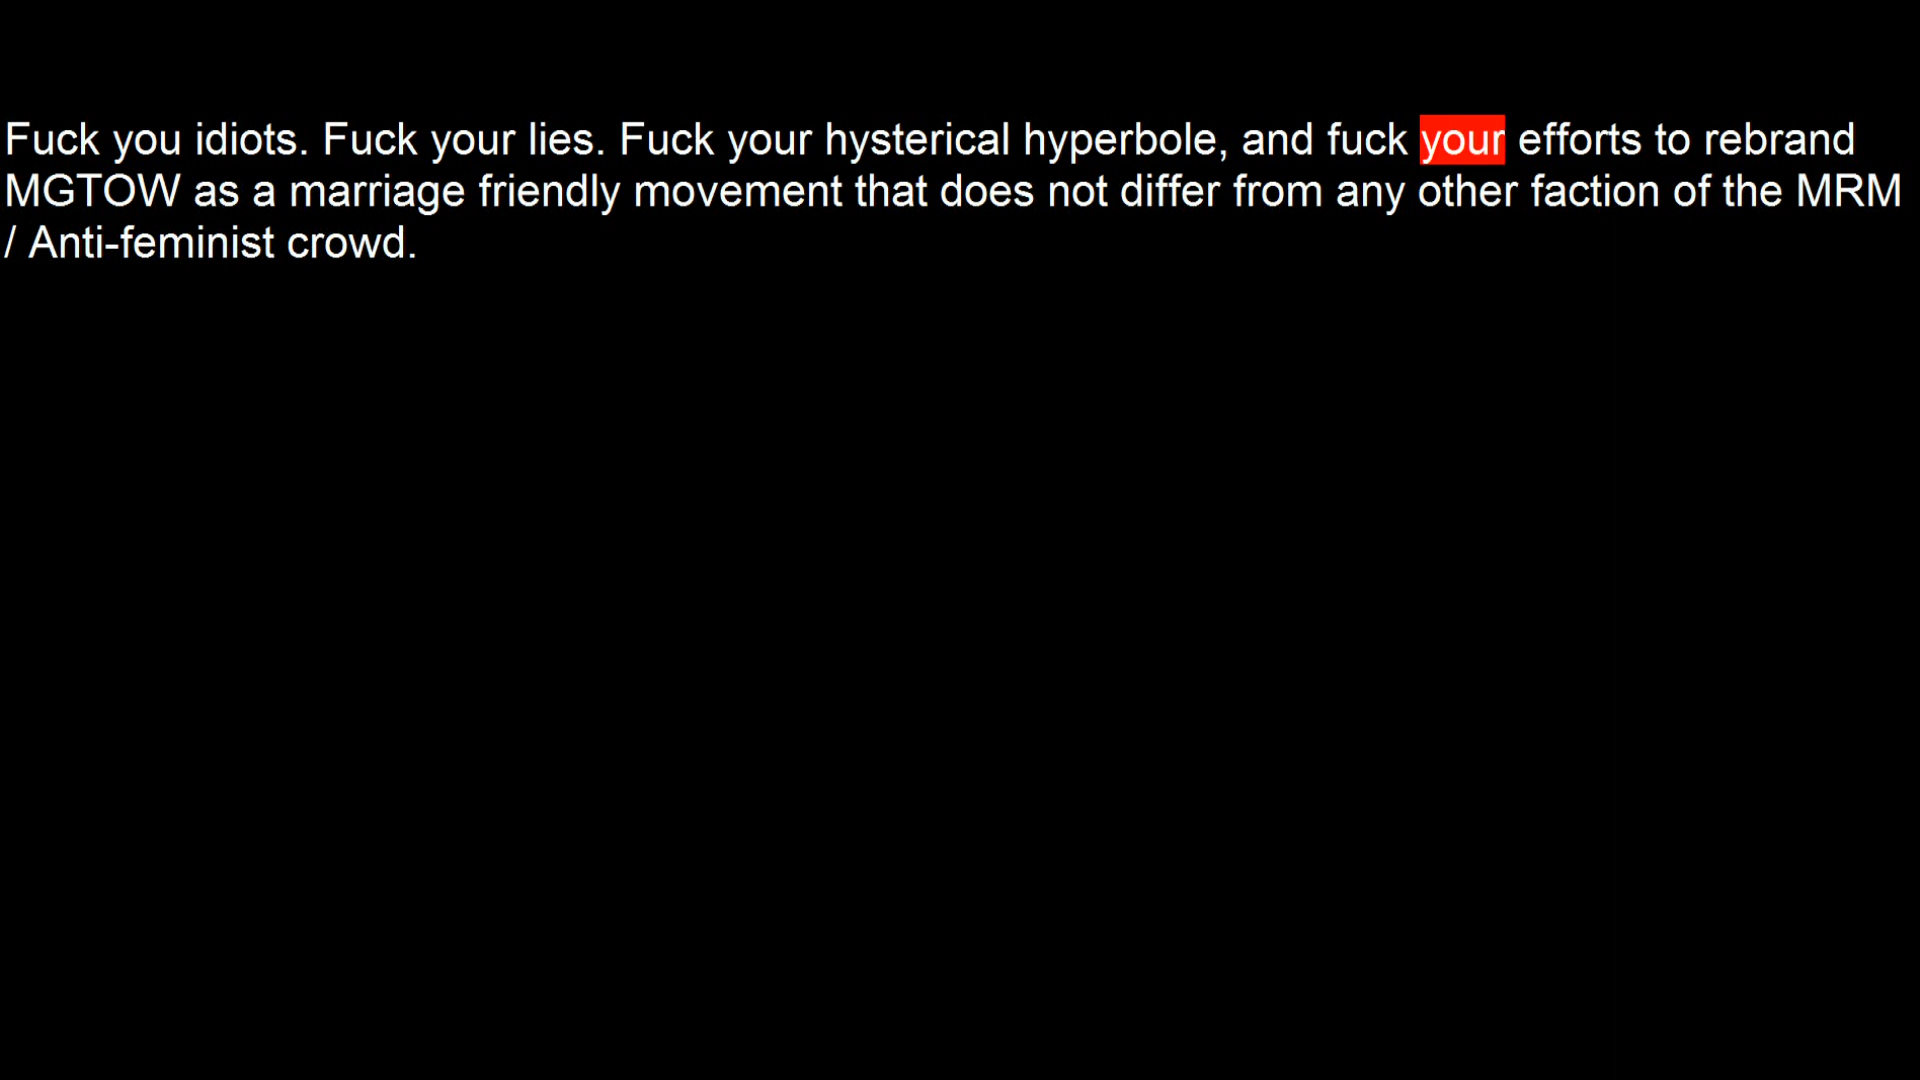 Fuck you idiots. Fuck your lies. Fuck your hysterical hyperbole, and fuck your efforts to rebrand
MGTOW as a marriage friendly movement that does not differ from any other faction of the MRM
/ Anti-feminist crowd.